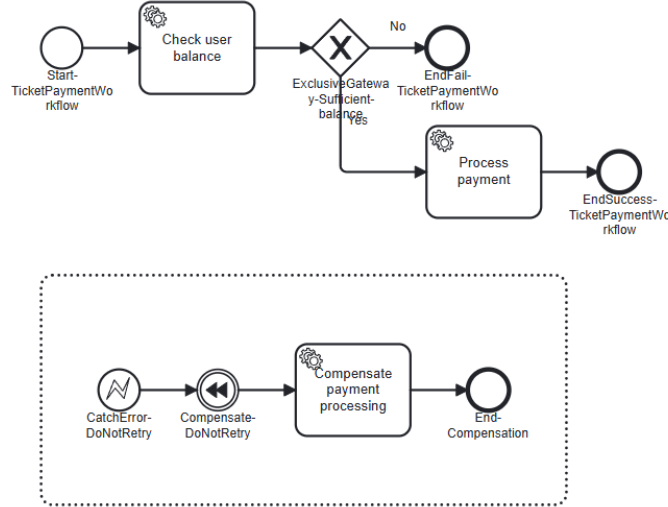 Check user
balance
No
Start-
TicketPaymentWo
rkflow
ExclusiveGatewa
y-Sufficient-
balance
EndFail-
TicketPaymentWo
rkflow
Yes
Process
payment
EndSuccess-
TicketPaymentWo
rkflow
Compensate
payment
processing
CatchError-
DoNotRetry
Compensate-
DoNotRetry
End-
Compensation